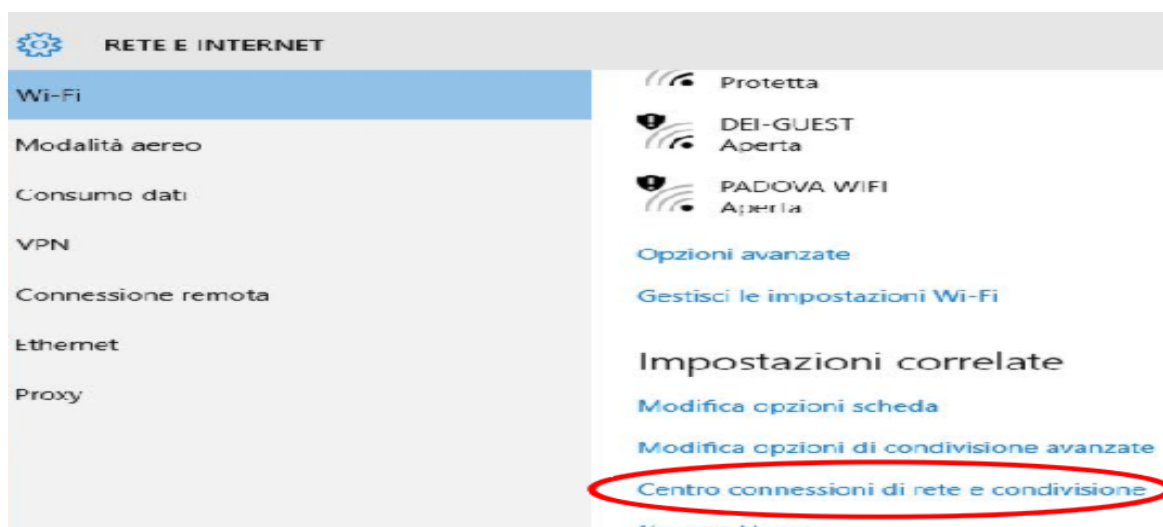 RETE E INTERNET
Wi-Fi
Modalità aereo
Consumo dati
VPN
Connessione remota
Ethernet
Proxy
Protetta
DEI-GUEST
Aperta
PADOVA WIFI
Aperta
Opzioni avanzate
Gestisci le impostazioni Wi-Fi
Impostazioni correlate
Modifica opzioni scheda
Modifica opzioni di condivisione avanzate
Centro connessioni di rete e condivisione